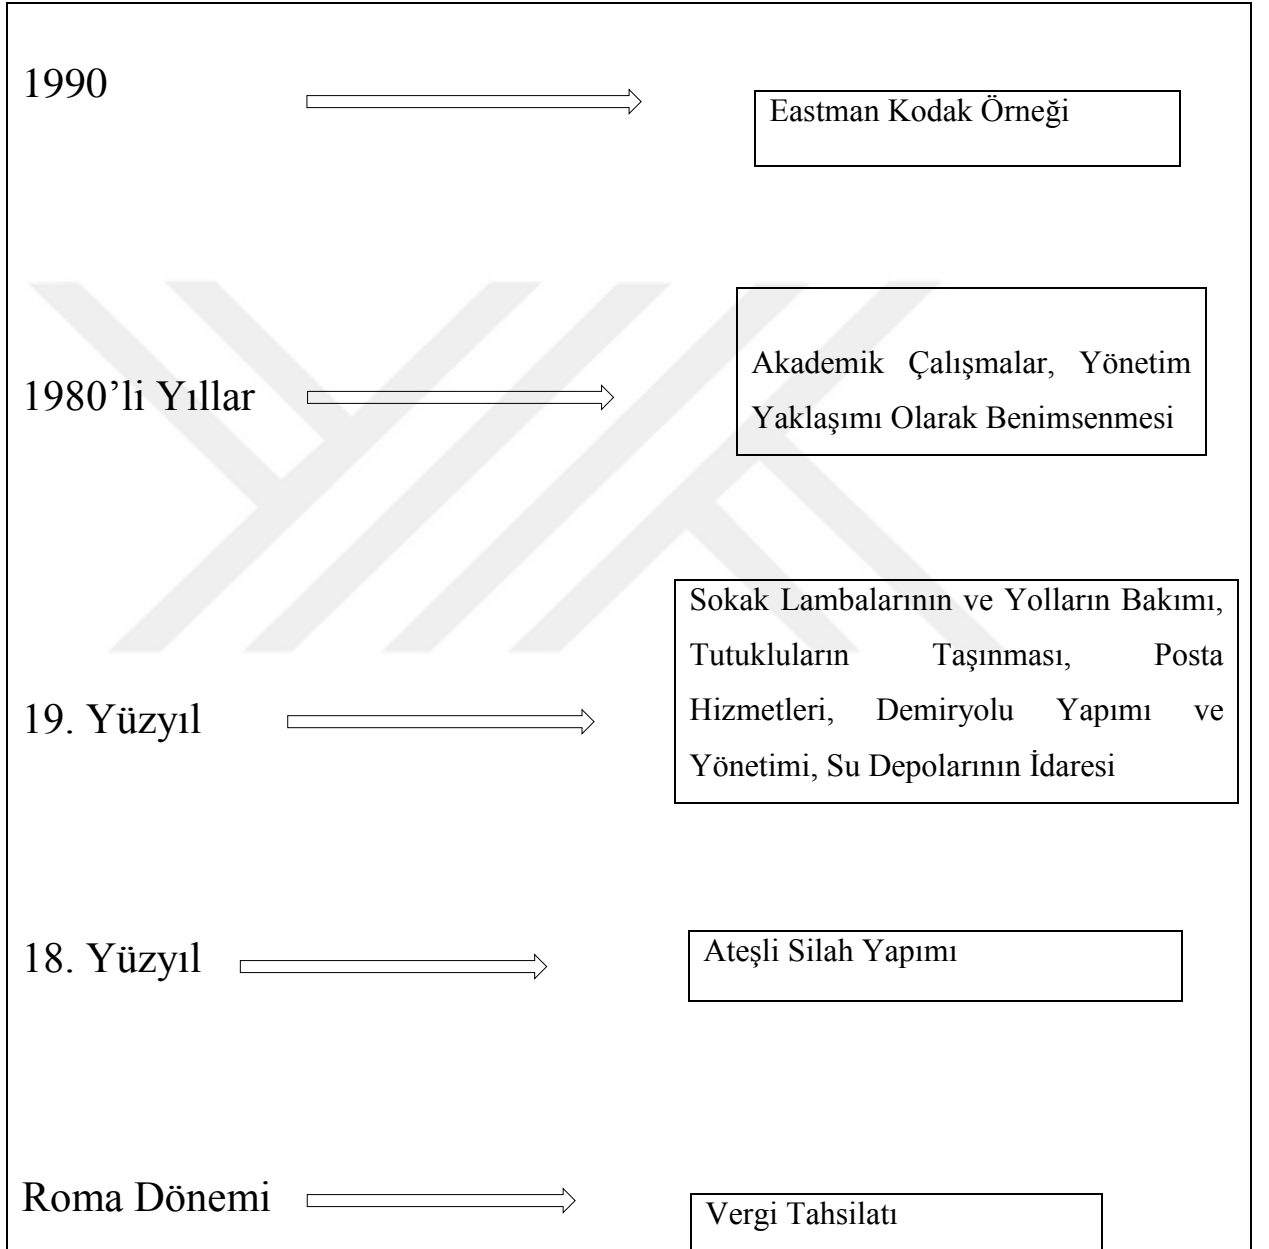 1990
Eastman Kodak Örneği
1980’li Yıllar
Akademik Çalışmalar, Yönetim
Yaklaşımı Olarak Benimsenmesi
19. Yüzyıl
Sokak Lambalarının ve Yolların Bakımı,
Tutukluların Taşınması, Posta
Hizmetleri, Demiryolu Yapımı ve
Yönetimi, Su Depolarının İdaresi
18. Yüzyıl
Ateşli Silah Yapımı
Roma Dönemi
Vergi Tahsilatı